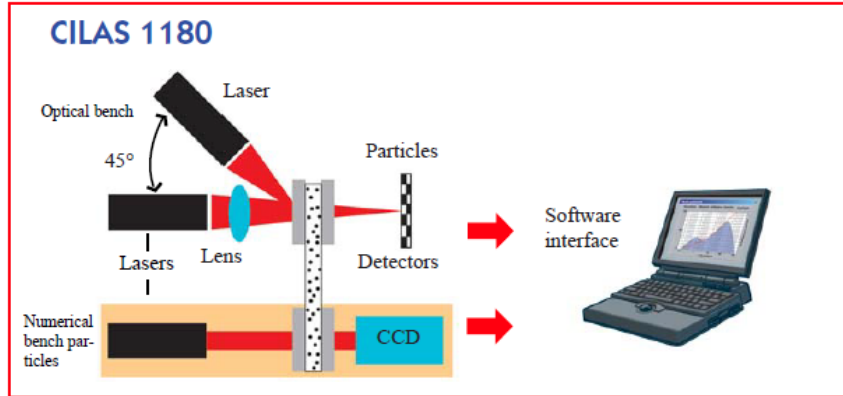 CILAS 1180
Laser
Optical bench
45°
Particles
Software
interface
Lasers
Lens
Detectors
Numerical
bench par-
ticles
CCD